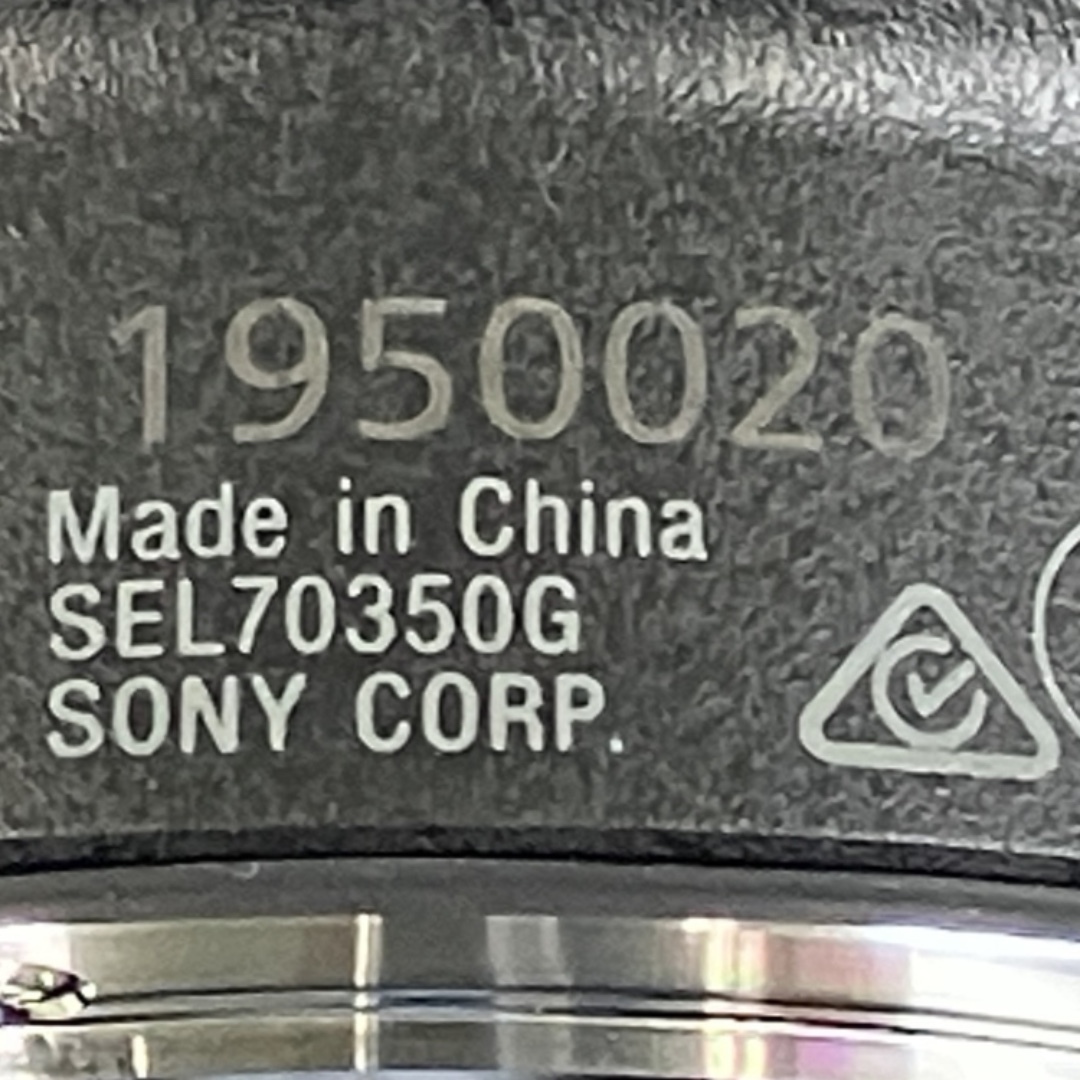 1950020
Made in China
SEL70350G
SONY CORP.